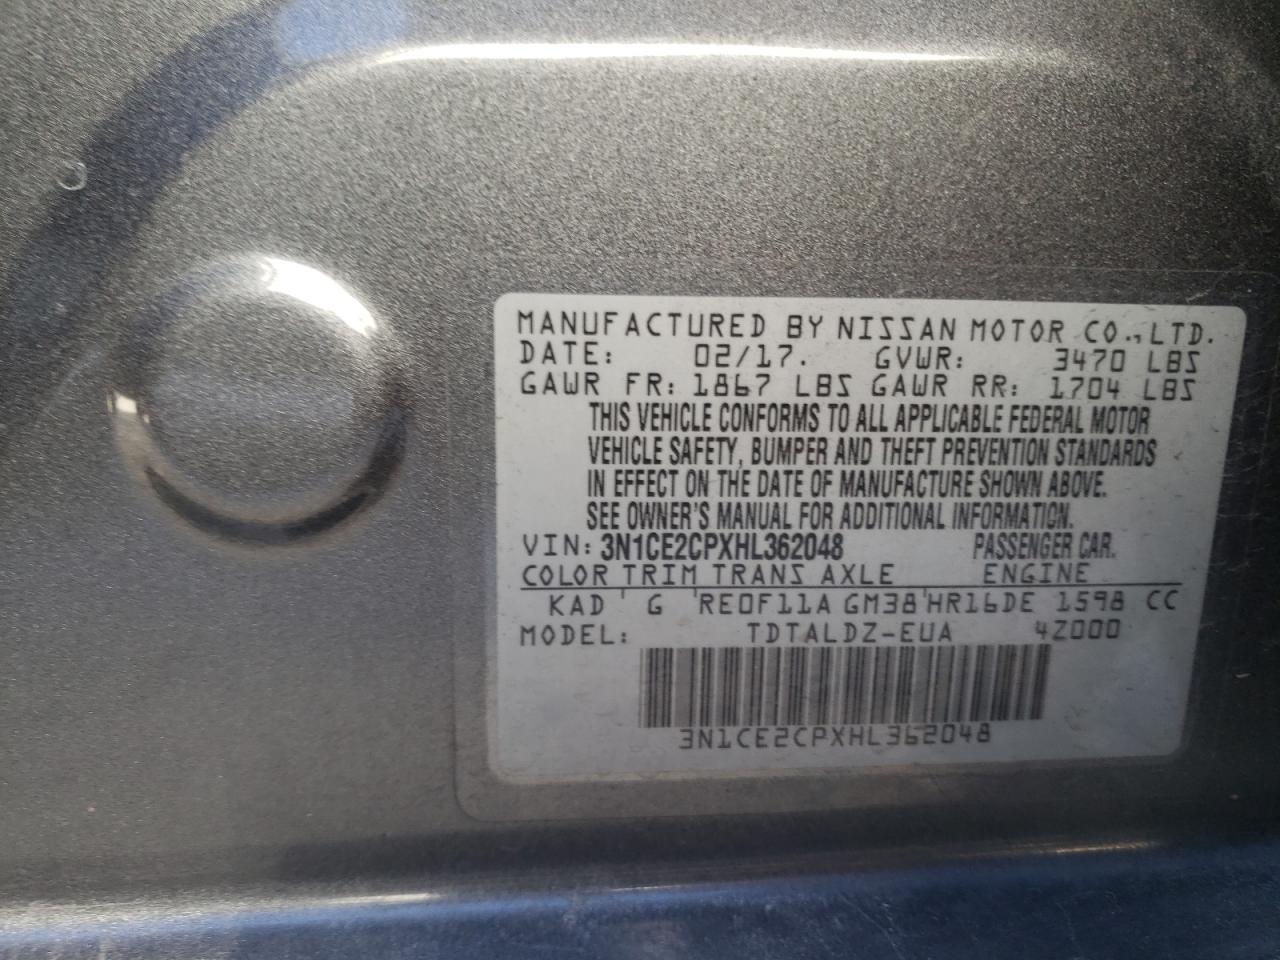 MANUFACTURED BY NISSAN MOTOR CO.,LTD.
DATE: 02/17. GVWR: 3470 LBS
GAWR FR: 1867 LBS GAWR RR: 1704 LBS
THIS VEHICLE CONFORMS TO ALL APPLICABLE FEDERAL MOTOR
VEHICLE SAFETY, BUMPER AND THEFT PREVENTION STANDARDS
IN EFFECT ON THE DATE OF MANUFACTURE SHOWN ABOVE.
SEE OWNER'S MANUAL FOR ADDITIONAL INFORMATION.
VIN: 3N1CE2CPXHL362048 PASSENGER CAR.
COLOR TRIM TRANS AXLE ENGINE
KAD G RE0F11A GM38 HR16DE 1598 CC
MODEL: TDTALDZ-EUA 4Z000
3N1CE2CPXHL362048